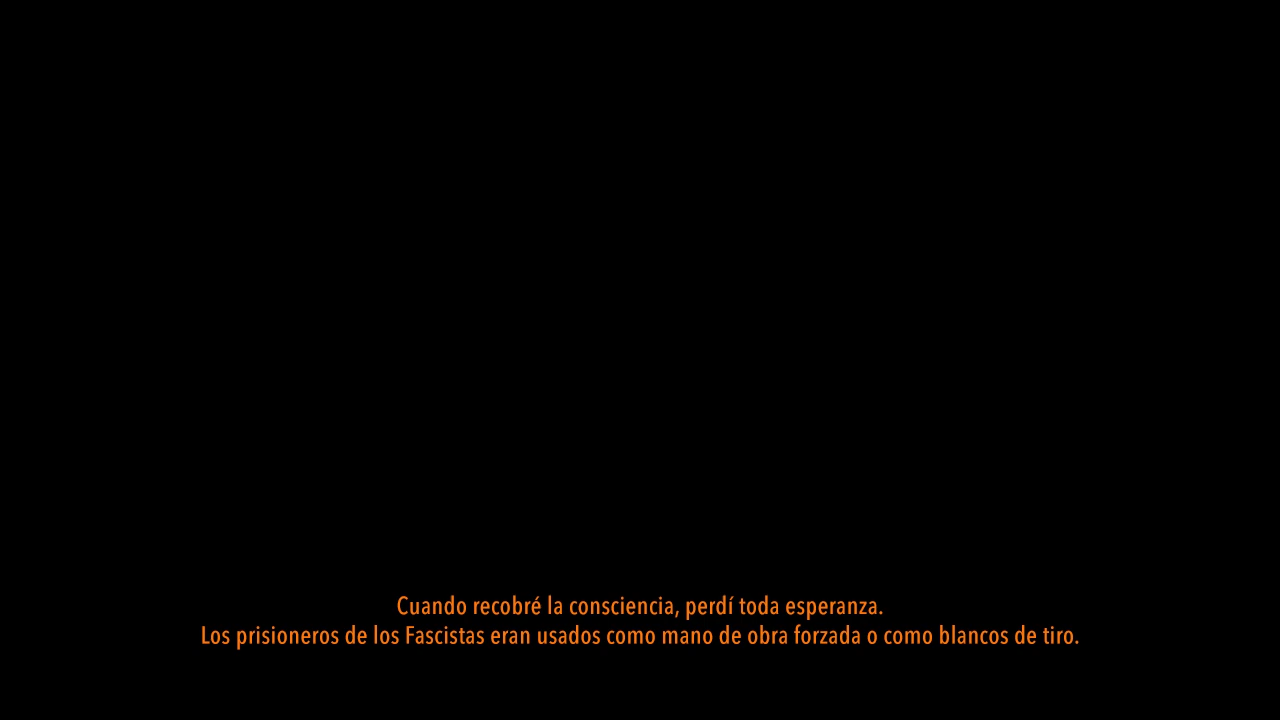 Cuando recobré la consciencia, perdí toda esperanza.
Los prisioneros de los Fascistas eran usados como mano de obra forzada o como blancos de tiro.